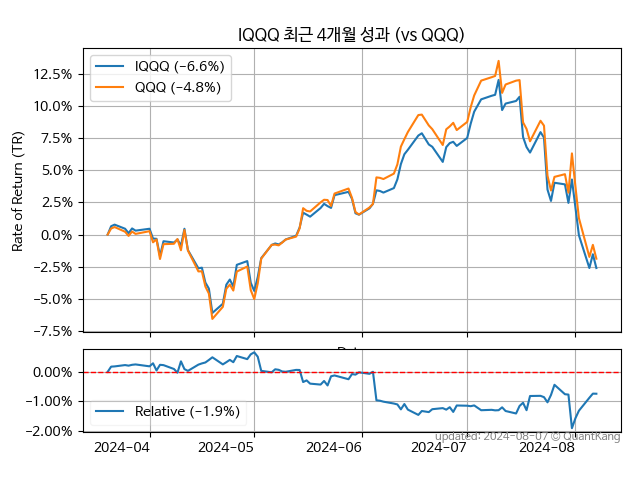 IQQQ 최근 4개월 성과 (vs QQQ)
Rate of Return (TR)
IQQQ (-6.6%)
QQQ (-4.8%)
12.5%
10.0%
7.5%
5.0%
2.5%
0.0%
−2.5%
−5.0%
−7.5%
0.00%
−1.00%
−2.00%
Relative (-1.9%)
2024-04
2024-05
2024-06
2024-07
2024-08
updated: 2024-08-07 © QuantKang